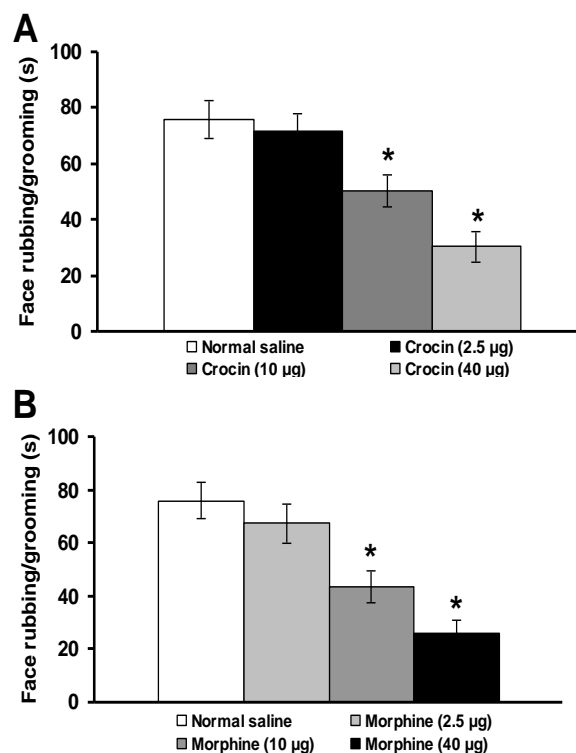 A
Face rubbing/grooming (s)
100
80
60
40
20
0
*
*
Normal saline Crocin (2.5 µg)
Crocin (10 µg) Crocin (40 µg)
B
Face rubbing/grooming (s)
100
80
60
40
20
0
*
*
Normal saline Morphine (2.5 µg)
Morphine (10 µg) Morphine (40 µg)